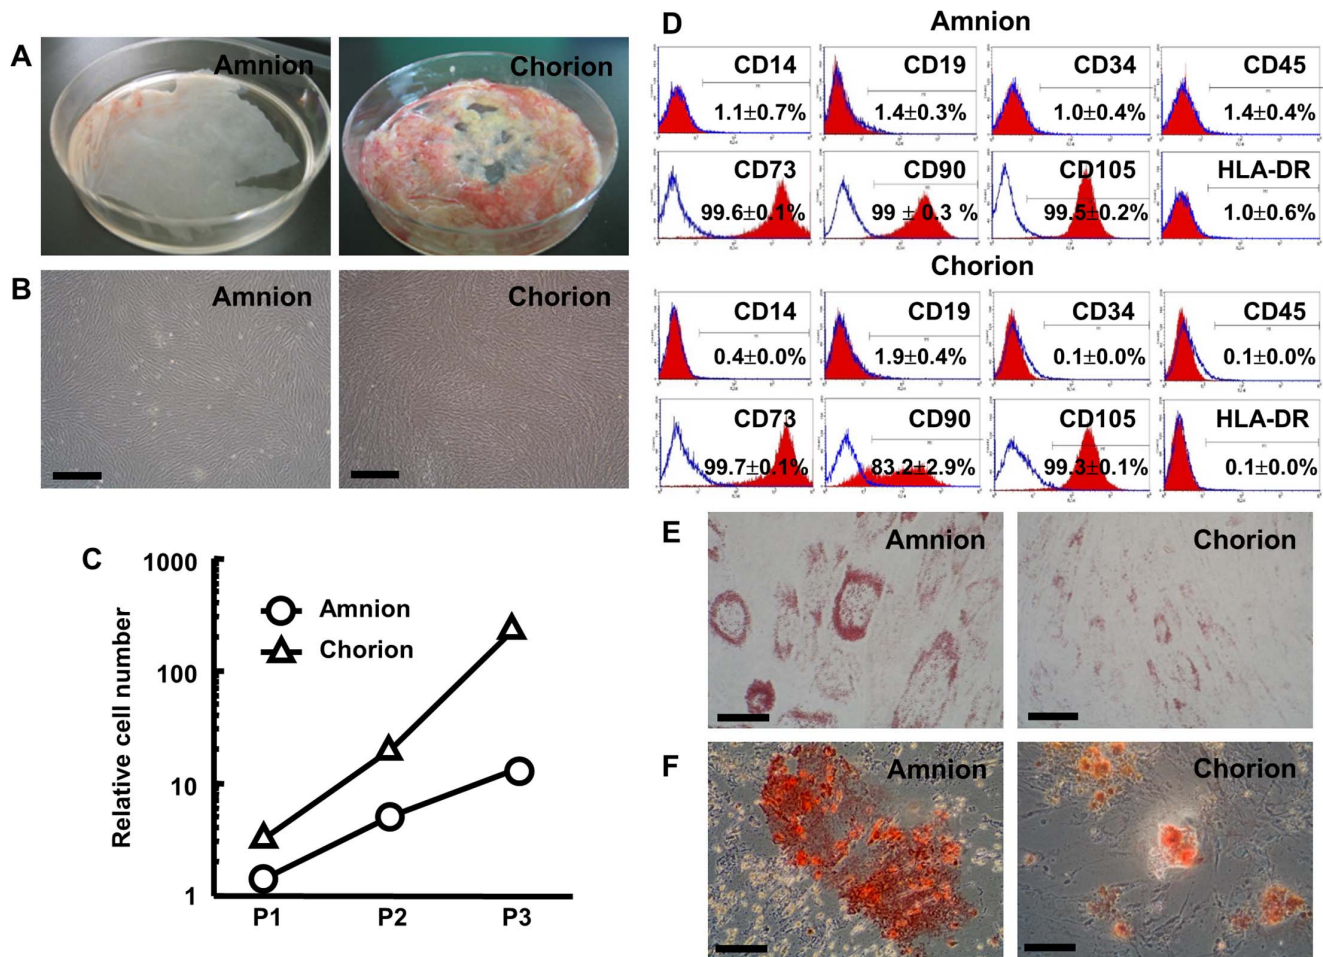 A
Amnion
Chorion
B
Amnion
Chorion
C
1000
100
10
1
Relative cell number
Amnion
Chorion
P1
P2
P3
D
Amnion
CD14
1.1±0.7%
CD19
1.4±0.3%
CD34
1.0±0.4%
CD45
1.4±0.4%
CD73
99.6±0.1%
CD90
99 ± 0.3 %
CD105
99.5±0.2%
HLA-DR
1.0±0.6%
Chorion
CD14
0.4±0.0%
CD19
1.9±0.4%
CD34
0.1±0.0%
CD45
0.1±0.0%
CD73
99.7±0.1%
CD90
83.2±2.9%
CD105
99.3±0.1%
HLA-DR
0.1±0.0%
E
Amnion
Chorion
F
Amnion
Chorion